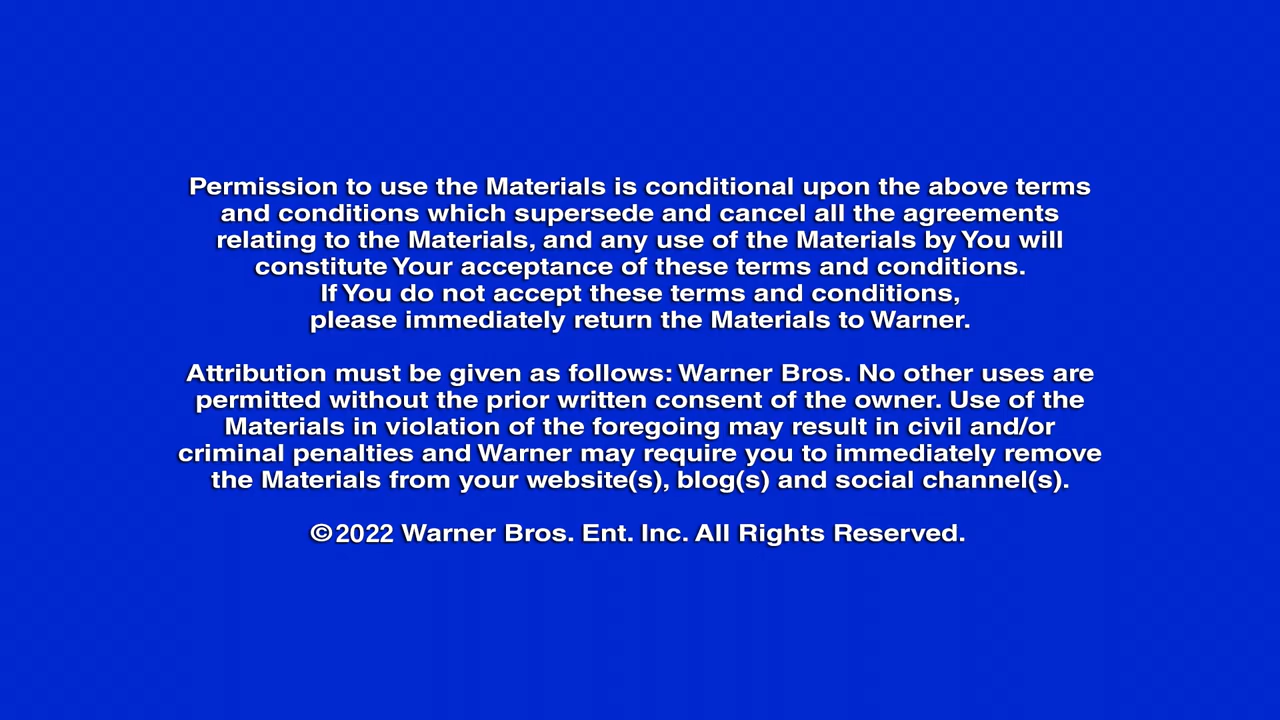 Permission to use the Materials is conditional upon the above terms
and conditions which supersede and cancel all the agreements
relating to the Materials, and any use of the Materials by You will
constitute Your acceptance of these terms and conditions.
If You do not accept these terms and conditions,
please immediately return the Materials to Warner.
Attribution must be given as follows: Warner Bros. No other uses are
permitted without the prior written consent of the owner. Use of the
Materials in violation of the foregoing may result in civil and/or
criminal penalties and Warner may require you to immediately remove
the Materials from your website(s), blog(s) and social channel(s).
©2022 Warner Bros. Ent. Inc. All Rights Reserved.